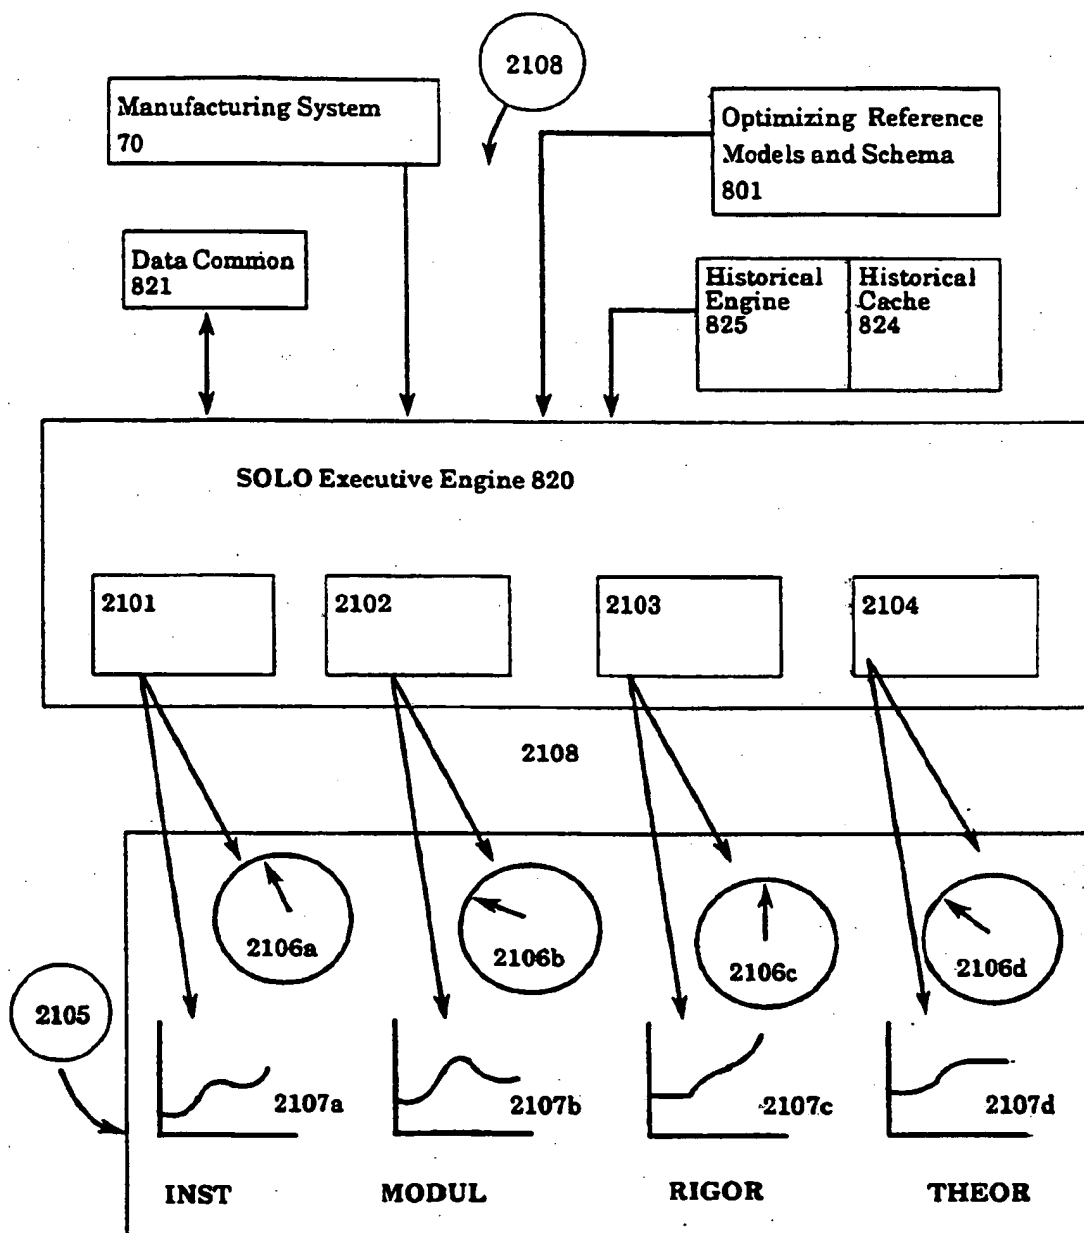 2108
Manufacturing System
70
Optimizing Reference
Models and Schema
801
Data Common
821
Historical
Engine
825
Historical
Cache
824
SOLO Executive Engine 820
2101
2102
2103
2104
2108
2106a
2106b
2106c
2106d
2105
2107a
2107b
2107c
2107d
INST
MODUL
RIGOR
THEOR